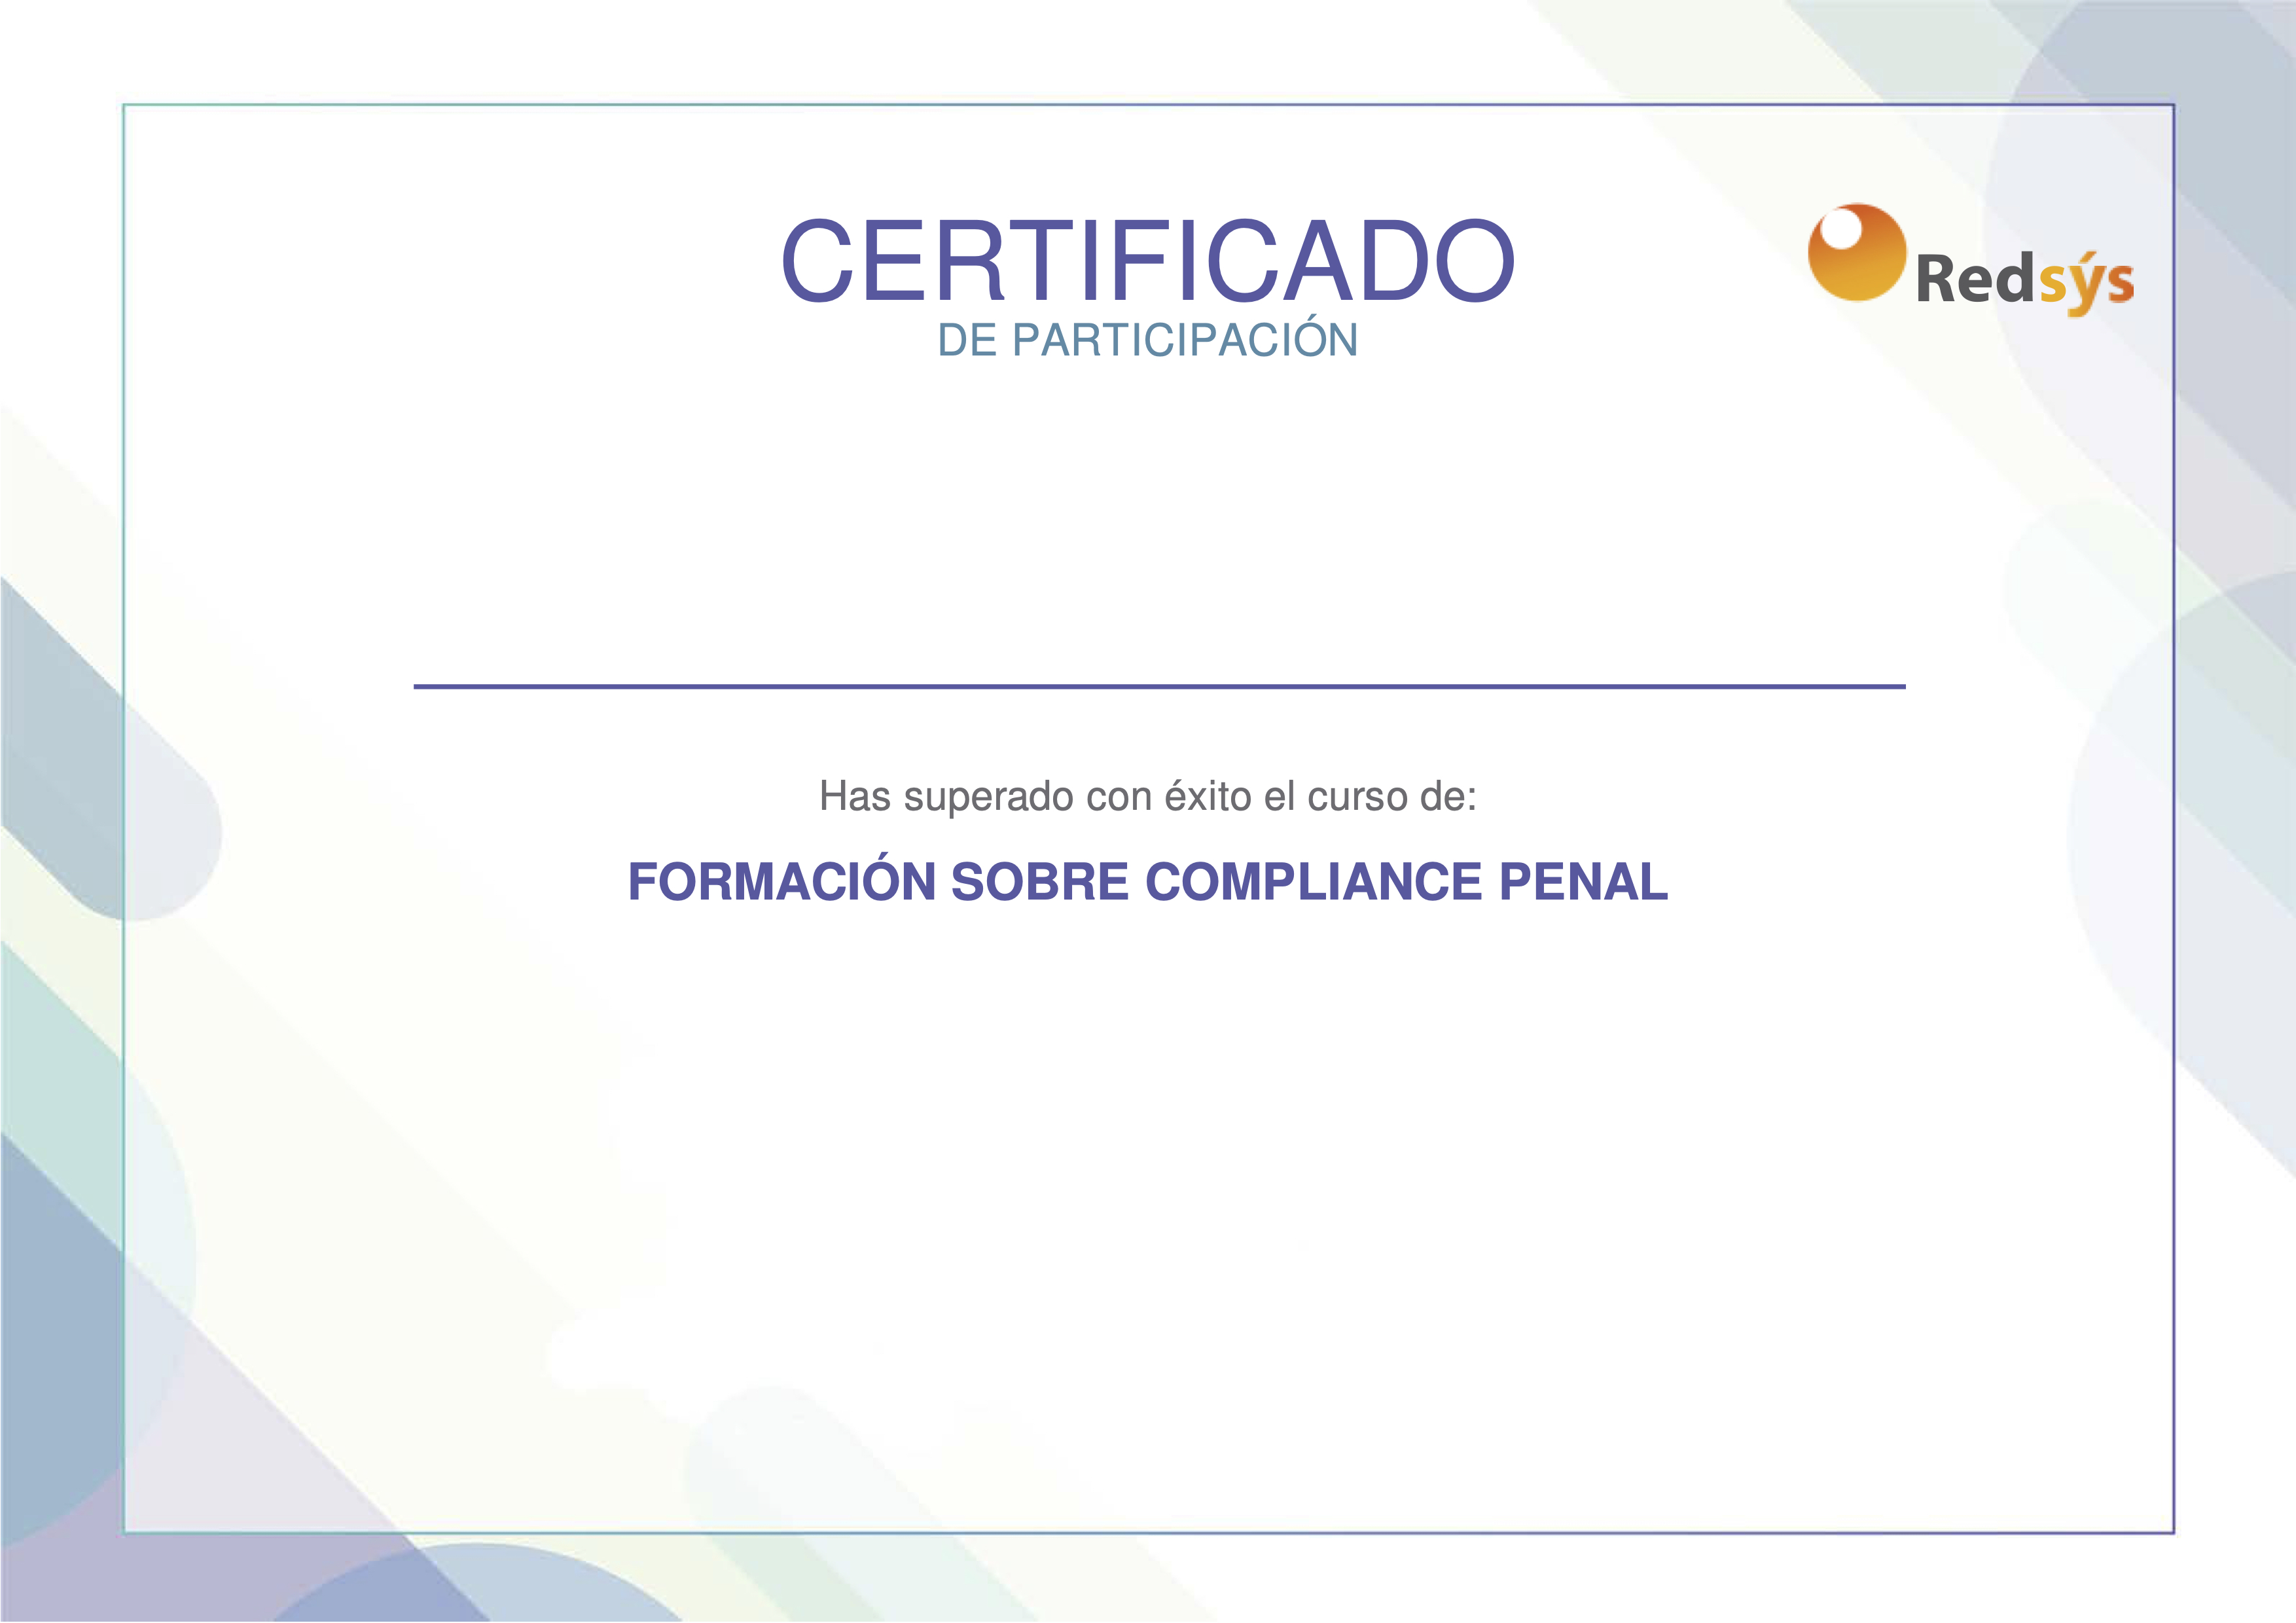 CERTIFICADO
Redsýs
DE PARTICIPACIÓN
Has superado con éxito el curso de:
FORMACIÓN SOBRE COMPLIANCE PENAL